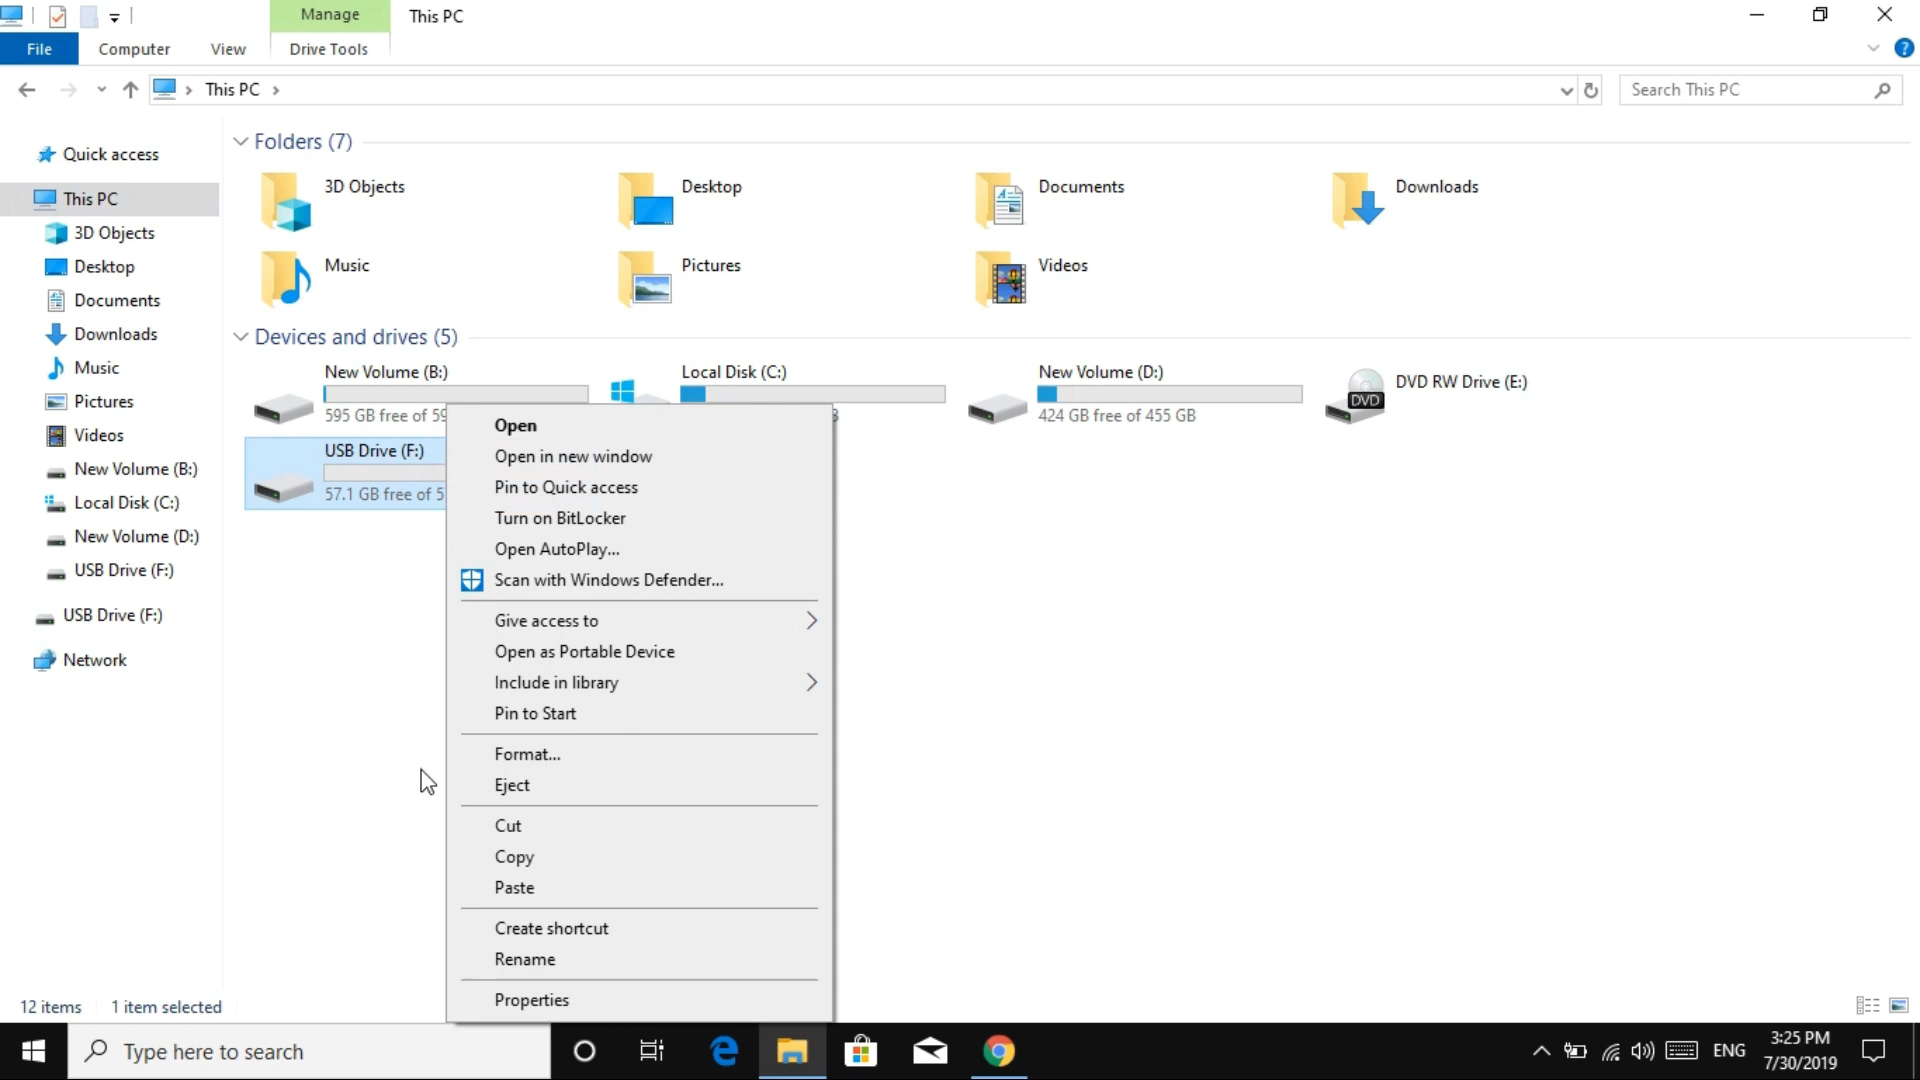 Manage
This PC
File
Computer
View
Drive Tools
This PC
Search This PC
Quick access
This PC
3D Objects
Desktop
Documents
Downloads
Music
Pictures
Videos
New Volume (B:)
Local Disk (C:)
New Volume (D:)
USB Drive (F:)
USB Drive (F:)
Network
Folders (7)
3D Objects
Desktop
Documents
Downloads
Music
Pictures
Videos
Devices and drives (5)
New Volume (B:)
595 GB free of 59
Local Disk (C:)
New Volume (D:)
424 GB free of 455 GB
DVD RW Drive (E:)
DVD
USB Drive (F:)
57.1 GB free of 5
Open
Open in new window
Pin to Quick access
Turn on BitLocker
Open AutoPlay...
Scan with Windows Defender...
Give access to
Open as Portable Device
Include in library
Pin to Start
Format...
Eject
Cut
Copy
Paste
Create shortcut
Rename
Properties
12 items
1 item selected
Type here to search
ENG
3:25 PM
7/30/2019